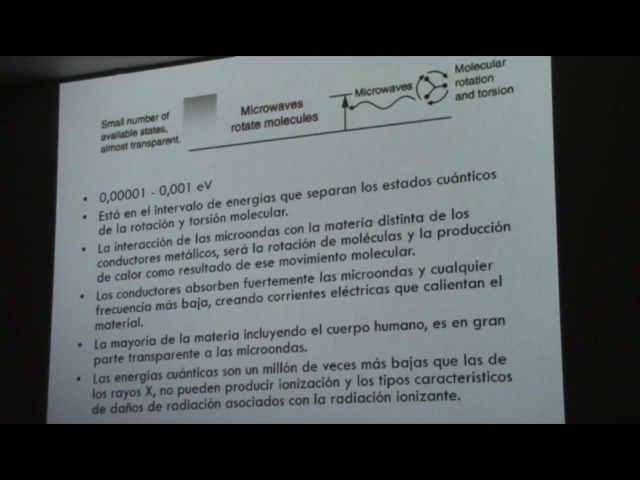 Small number of
available states,
almost transparent.
Microwaves
rotate molecules
Microwaves
Molecular
rotation
and torsion
• 0,00001 - 0,001 eV
• Está en el intervalo de energías que separan los estados cuánticos
de la rotación y torsión molecular.
• La interacción de las microondas con la materia distinta de los
conductores metálicos, será la rotación de moléculas y la producción
de calor como resultado de ese movimiento molecular.
• Los conductores absorben fuertemente las microondas y cualquier
frecuencia más baja, creando corrientes eléctricas que calientan el
material.
• La mayoría de la materia incluyendo el cuerpo humano, es en gran
parte transparente a las microondas.
• Las energías cuánticas son un millón de veces más bajas que las de
los rayos X, no pueden producir ionización y los tipos característicos
de daños de radiación asociados con la radiación ionizante.